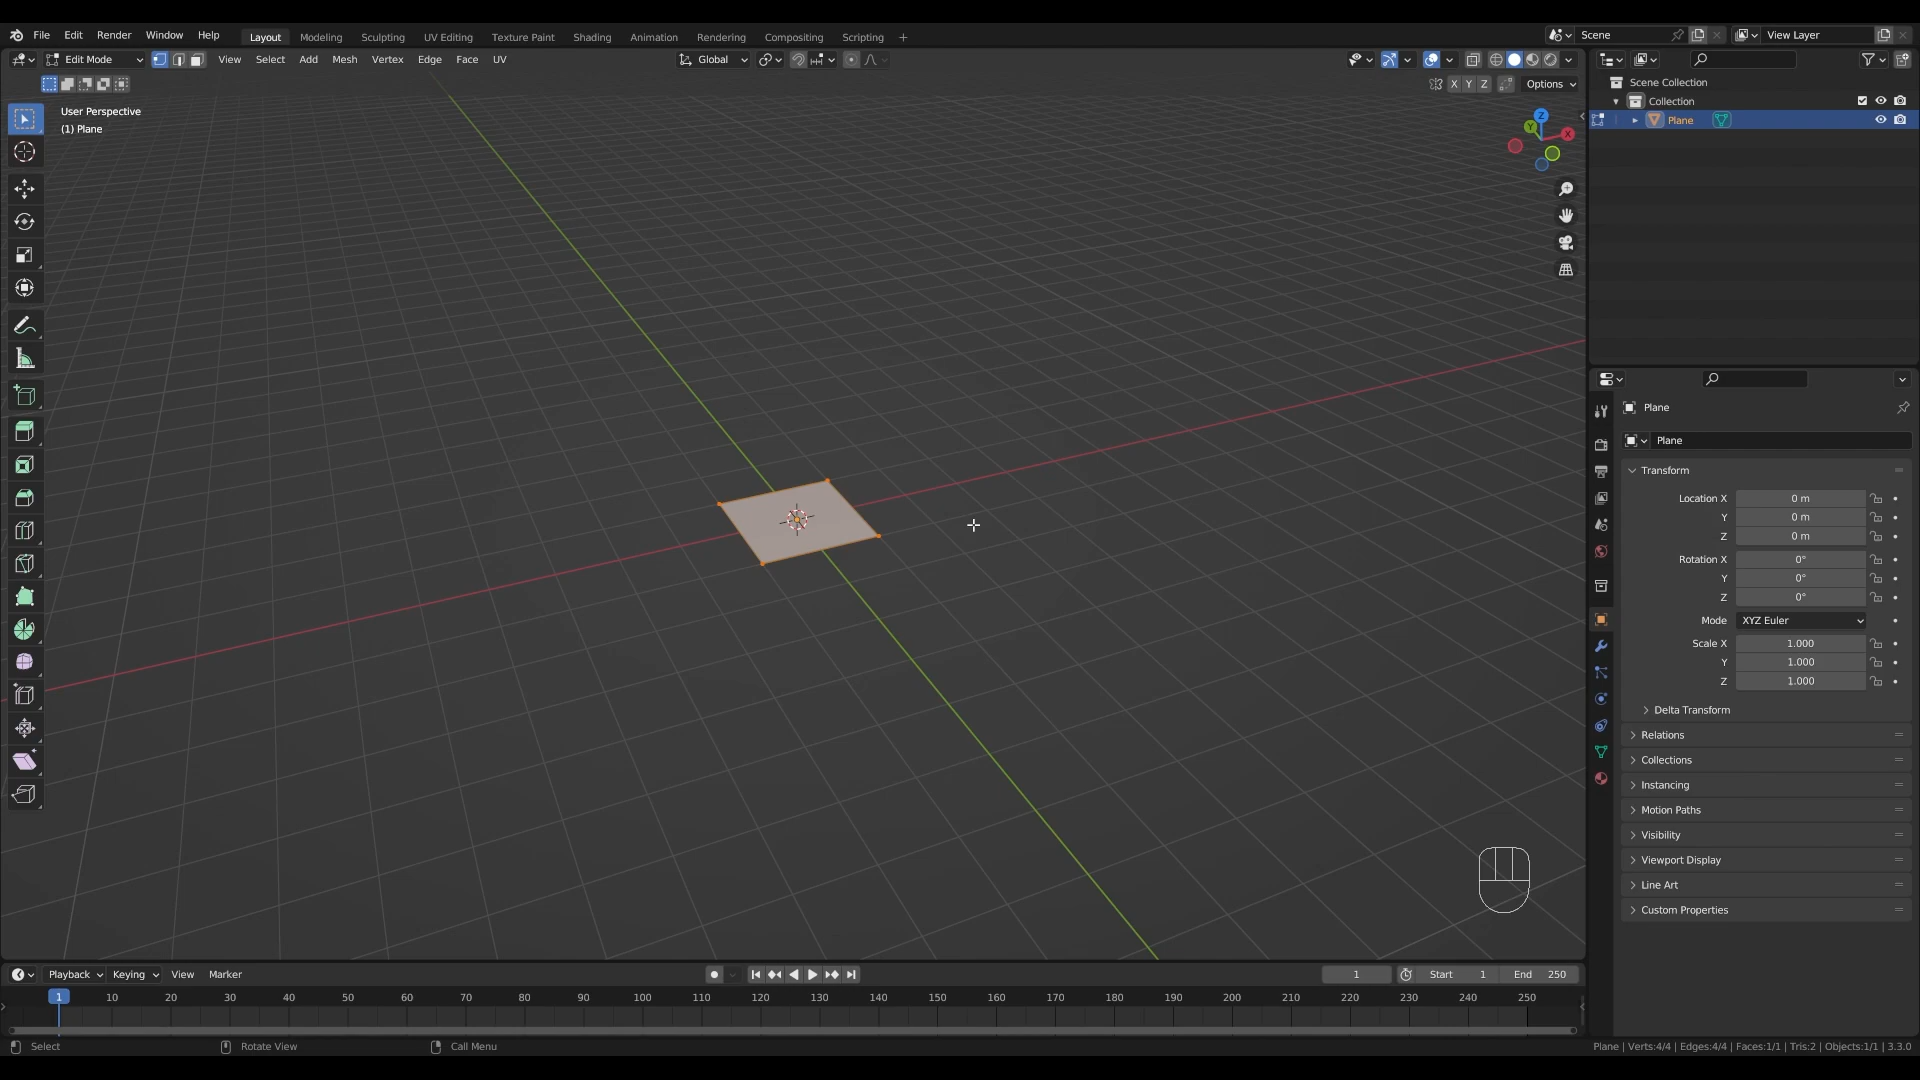 File Edit Render Window Help Layout Modeling Sculpting UV Editing Texture Paint Shading Animation Rendering Compositing Scripting + Scene View Layer
Edit Mode View Select Add Mesh Vertex Edge Face UV Global
X Y Z Options
User Perspective
(1) Plane
Z
Y
X
Scene Collection
Collection
Plane
Plane
Plane
Transform
Location X 0 m
Y 0 m
Z 0 m
Rotation X 0°
Y 0°
Z 0°
Mode XYZ Euler
Scale X 1.000
Y 1.000
Z 1.000
Delta Transform
Relations
Collections
Instancing
Motion Paths
Visibility
Viewport Display
Line Art
Custom Properties
Playback Keying View Marker 1 Start 1 End 250
1 10 20 30 40 50 60 70 80 90 100 110 120 130 140 150 160 170 180 190 200 210 220 230 240 250
Select Rotate View Call Menu Plane | Verts:4/4 | Edges:4/4 | Faces:1/1 | Tris:2 | Objects:1/1 | 3.3.0